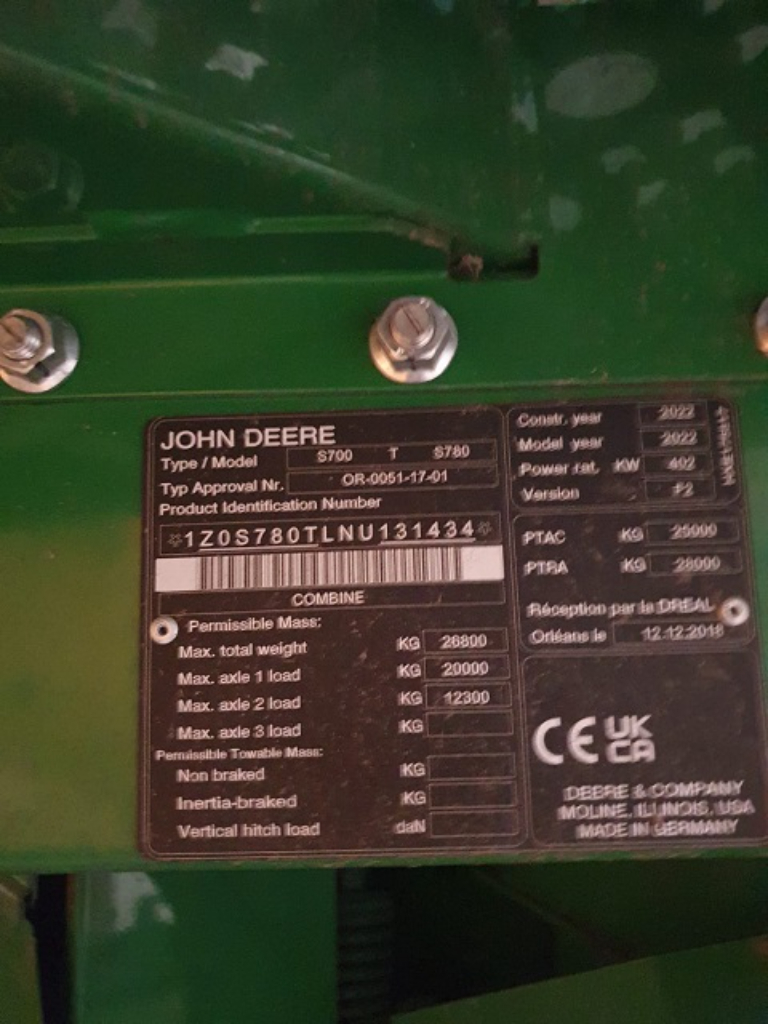 JOHN DEERE
Type / Model S700 T S780
Typ Approval Nr. OR-0051-17-01
Product Identification Number
*1Z0S780TLNU131434*
COMBINE
Permissible Mass:
Max. total weight KG 26800
Max. axle 1 load KG 20000
Max. axle 2 load KG 12300
Max. axle 3 load KG
Permissible Towable Mass:
Non braked KG
Inertia-braked KG
Vertical hitch load daN
Constr. year 2022
Model year 2022
Power rat. KW 402
Version
PTAC KG 25000
PTRA KG 28000
Réception par la DREAL
Orléans le 12.12.2018
CE UK
CA
DEERE & COMPANY
MOLINE, ILLINOIS, USA
MADE IN GERMANY